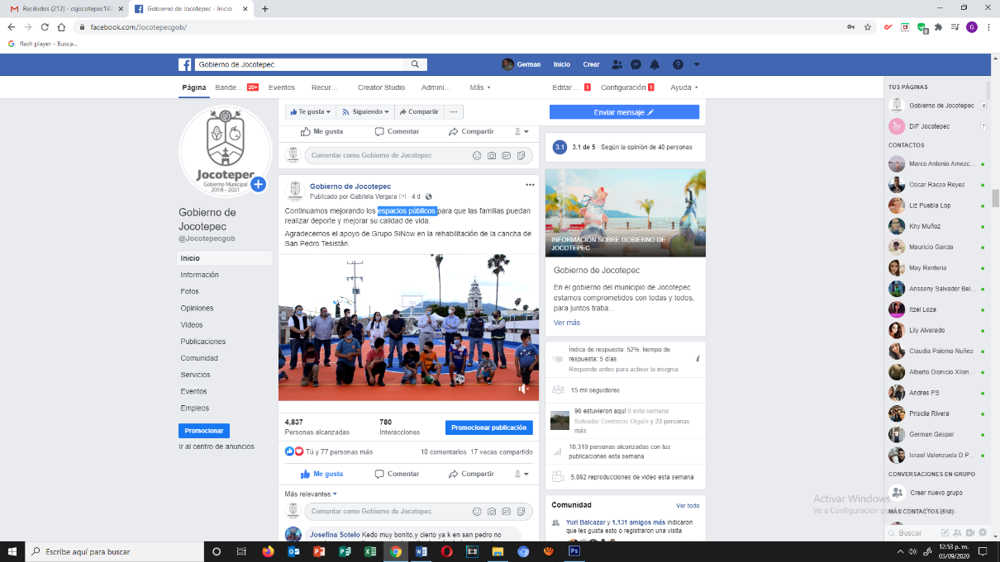 Recibidos (212) - csjocotepec182
Gobierno de Jocotepec - Inicio
facebook.com/Jocotepecgob/
flash player - Busca...
Gobierno de Jocotepec
German
Inicio
Crear
Página
Bande... 20+
Eventos
Recur...
Creator Studio
Admini...
Más
Editar ... 1
Configuración 1
Ayuda
Te gusta
Siguiendo
Compartir
Enviar mensaje
Jocotepec
Gobierno Municipal
2018 - 2021
Gobierno de
Jocotepec
@Jocotepecgob
Inicio
Información
Fotos
Opiniones
Videos
Publicaciones
Comunidad
Servicios
Eventos
Empleos
Promocionar
Ir al centro de anuncios
Me gusta
Comentar
Compartir
Comentar como Gobierno de Jocotepec
Gobierno de Jocotepec
Publicado por Gabriela Vergara [?] · 4 d ·
Continuamos mejorando los espacios públicos para que las familias puedan
realizar deporte y mejorar su calidad de vida.
Agradecemos el apoyo de Grupo SiNow en la rehabilitación de la cancha de
San Pedro Tesistán.
4,837
Personas alcanzadas
780
Interacciones
Promocionar publicación
Tú y 77 personas más
10 comentarios 17 veces compartido
Me gusta
Comentar
Compartir
Más relevantes
Comentar como Gobierno de Jocotepec
Josefina Sotelo Kedo muy bonito,y cierto ya k en san pedro no
3.1
3.1 de 5 · Según la opinión de 40 personas
INFORMACIÓN SOBRE GOBIERNO DE
JOCOTEPEC
Gobierno de Jocotepec
En el gobierno del municipio de Jocotepec
estamos comprometidos con todas y todos,
para juntos traba...
Ver más
Índice de respuesta: 52%; tiempo de
respuesta: 5 días
Responde antes para activar la insignia
15 mil seguidores
96 estuvieron aquí 0 esta semana
Salvador Contreras Olguín y 23 personas
más
10,310 personas alcanzadas con tus
publicaciones esta semana
5,892 reproducciones de video esta semana
Comunidad
Ver todo
Yuri Balcazar y 1,131 amigos más indicaron
que les gusta esto o registraron una visita
TUS PÁGINAS
Gobierno de Jocotepec 0
DIF Jocotepec 7
CONTACTOS
Marco Antonio Amezc...
Oscar Racso Reyes
Liz Puebla Lop
Kny Muñoz
Mauricio Garcia
May Renteria
Anssony Salvador Bel...
Itzel Loza
Lily Alvarado
Claudia Paloma Nuñez
Alberto Dionicio Xilon...
Andres PS
Priscila Rivera
German Gaspar
Israel Valenzuela D P...
CONVERSACIONES EN GRUPO
Crear nuevo grupo
MÁS CONTACTOS (518)
Buscar
Activar Windows
Ve a Configuración pa
Escribe aquí para buscar
12:53 p. m.
03/09/2020